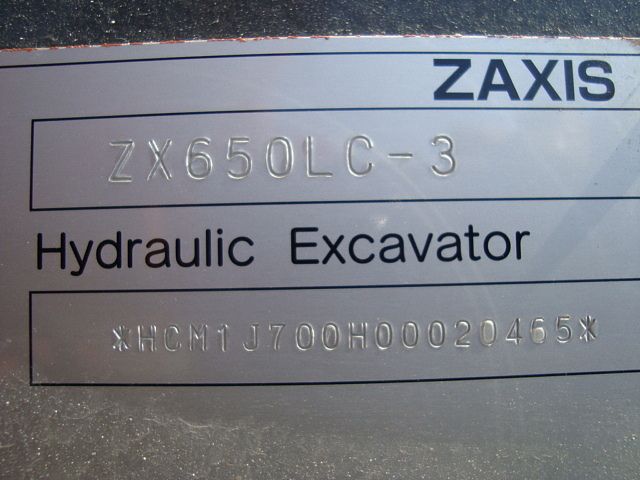 ZAXIS
ZX650LC-3
Hydraulic Excavator
*HCM1J700H00020465*